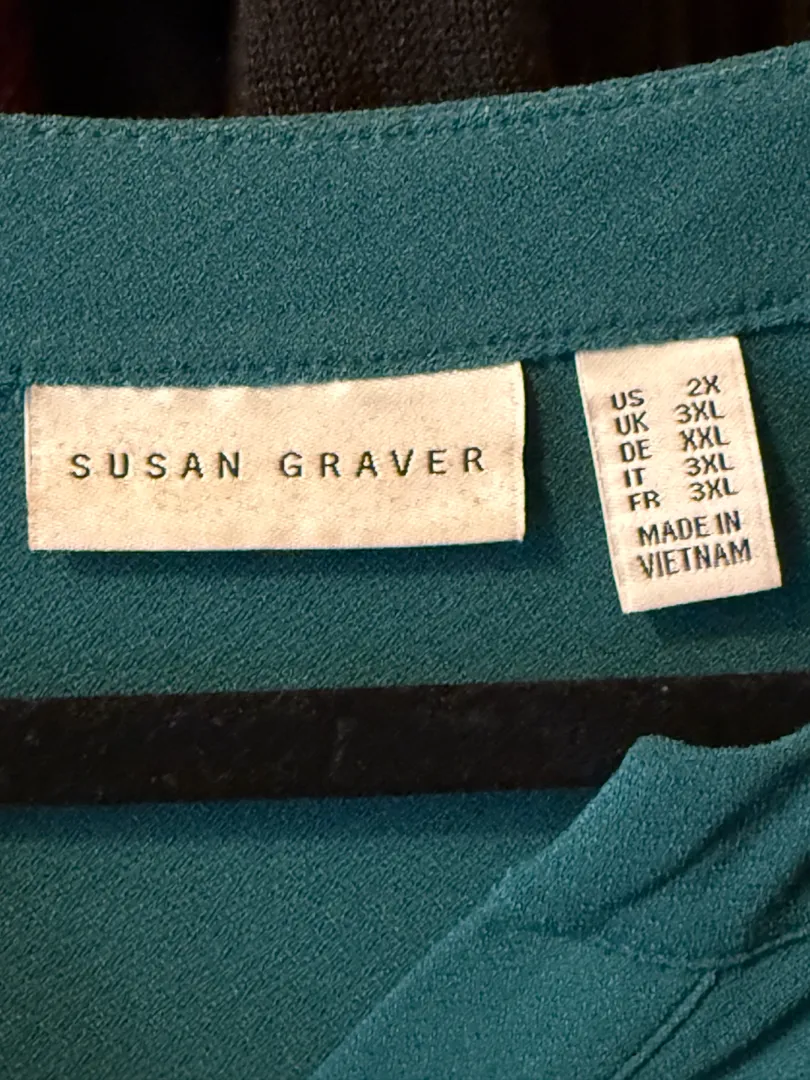 SUSAN GRAVER
US 2X
UK 3XL
DE XXL
IT 3XL
FR 3XL
MADE IN
VIETNAM